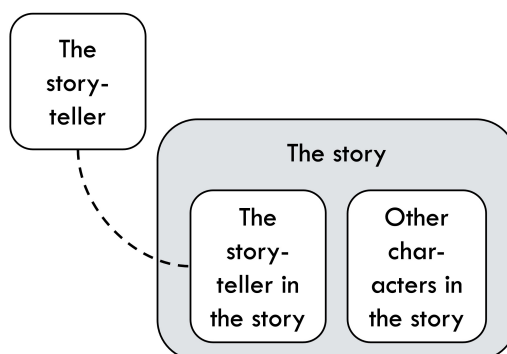 The
story-
teller
The story
The
story-
teller in
the story
Other
char-
acters in
the story